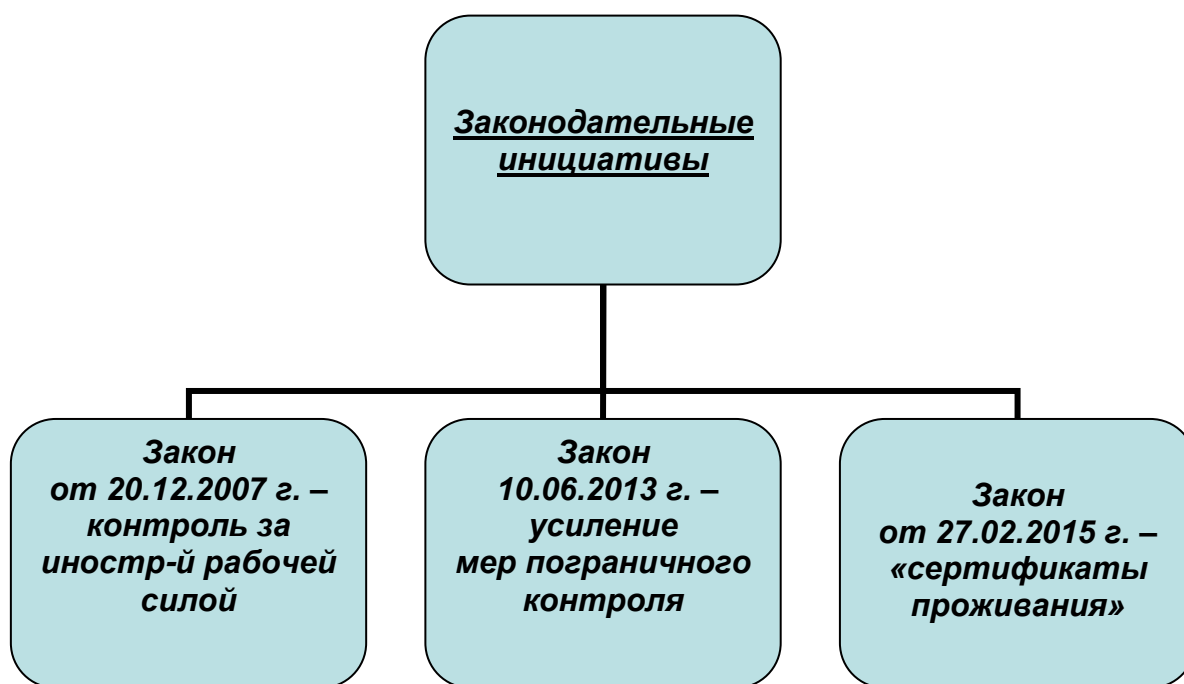 Законодательные
инициативы
Закон
от 20.12.2007 г. –
контроль за
иностр-й рабочей
силой
Закон
10.06.2013 г. –
усиление
мер пограничного
контроля
Закон
от 27.02.2015 г. –
«сертификаты
проживания»